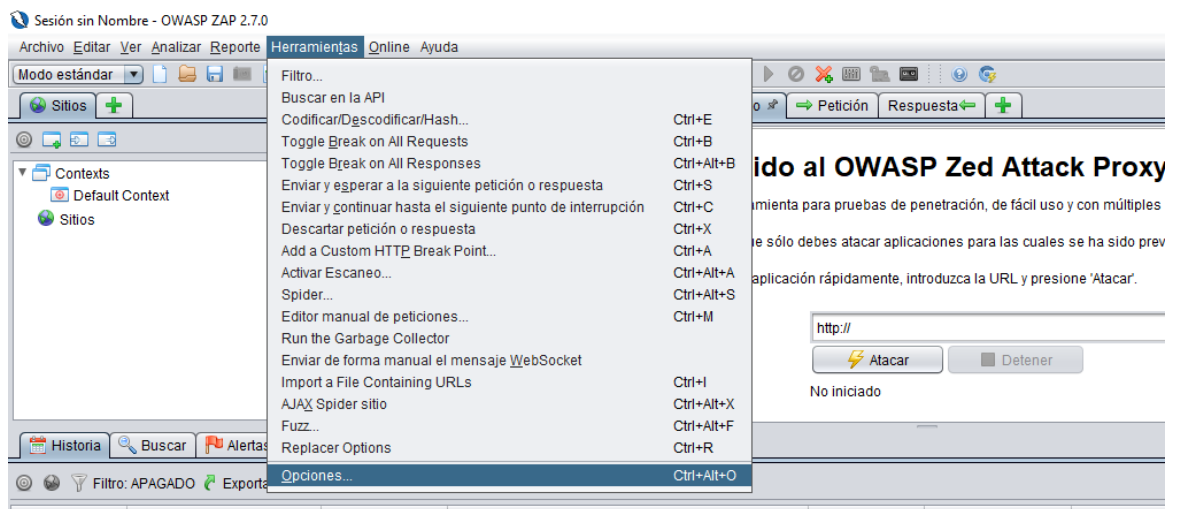 Sesión sin Nombre - OWASP ZAP 2.7.0
Archivo Editar Ver Analizar Reporte Herramientas Online Ayuda
Modo estándar
Filtro...
Buscar en la API
Codificar/Descodificar/Hash... Ctrl+E
Toggle Break on All Requests Ctrl+B
Toggle Break on All Responses Ctrl+Alt+B
Enviar y esperar a la siguiente petición o respuesta Ctrl+S
Enviar y continuar hasta el siguiente punto de interrupción Ctrl+C
Descartar petición o respuesta Ctrl+X
Add a Custom HTTP Break Point... Ctrl+A
Activar Escaneo... Ctrl+Alt+A
Spider... Ctrl+Alt+S
Editor manual de peticiones... Ctrl+M
Run the Garbage Collector
Enviar de forma manual el mensaje WebSocket
Import a File Containing URLs Ctrl+I
AJAX Spider sitio Ctrl+Alt+X
Fuzz... Ctrl+Alt+F
Replacer Options Ctrl+R
Opciones... Ctrl+Alt+O
Sitios
Contexts
Default Context
Sitios
o Petición Respuesta
ido al OWASP Zed Attack Proxy
amienta para pruebas de penetración, de fácil uso y con múltiples
ue sólo debes atacar aplicaciones para las cuales se ha sido prev
aplicación rápidamente, introduzca la URL y presione 'Atacar'.
http://
Atacar Detener
No iniciado
Historia Buscar Alertas
Filtro: APAGADO Exporta